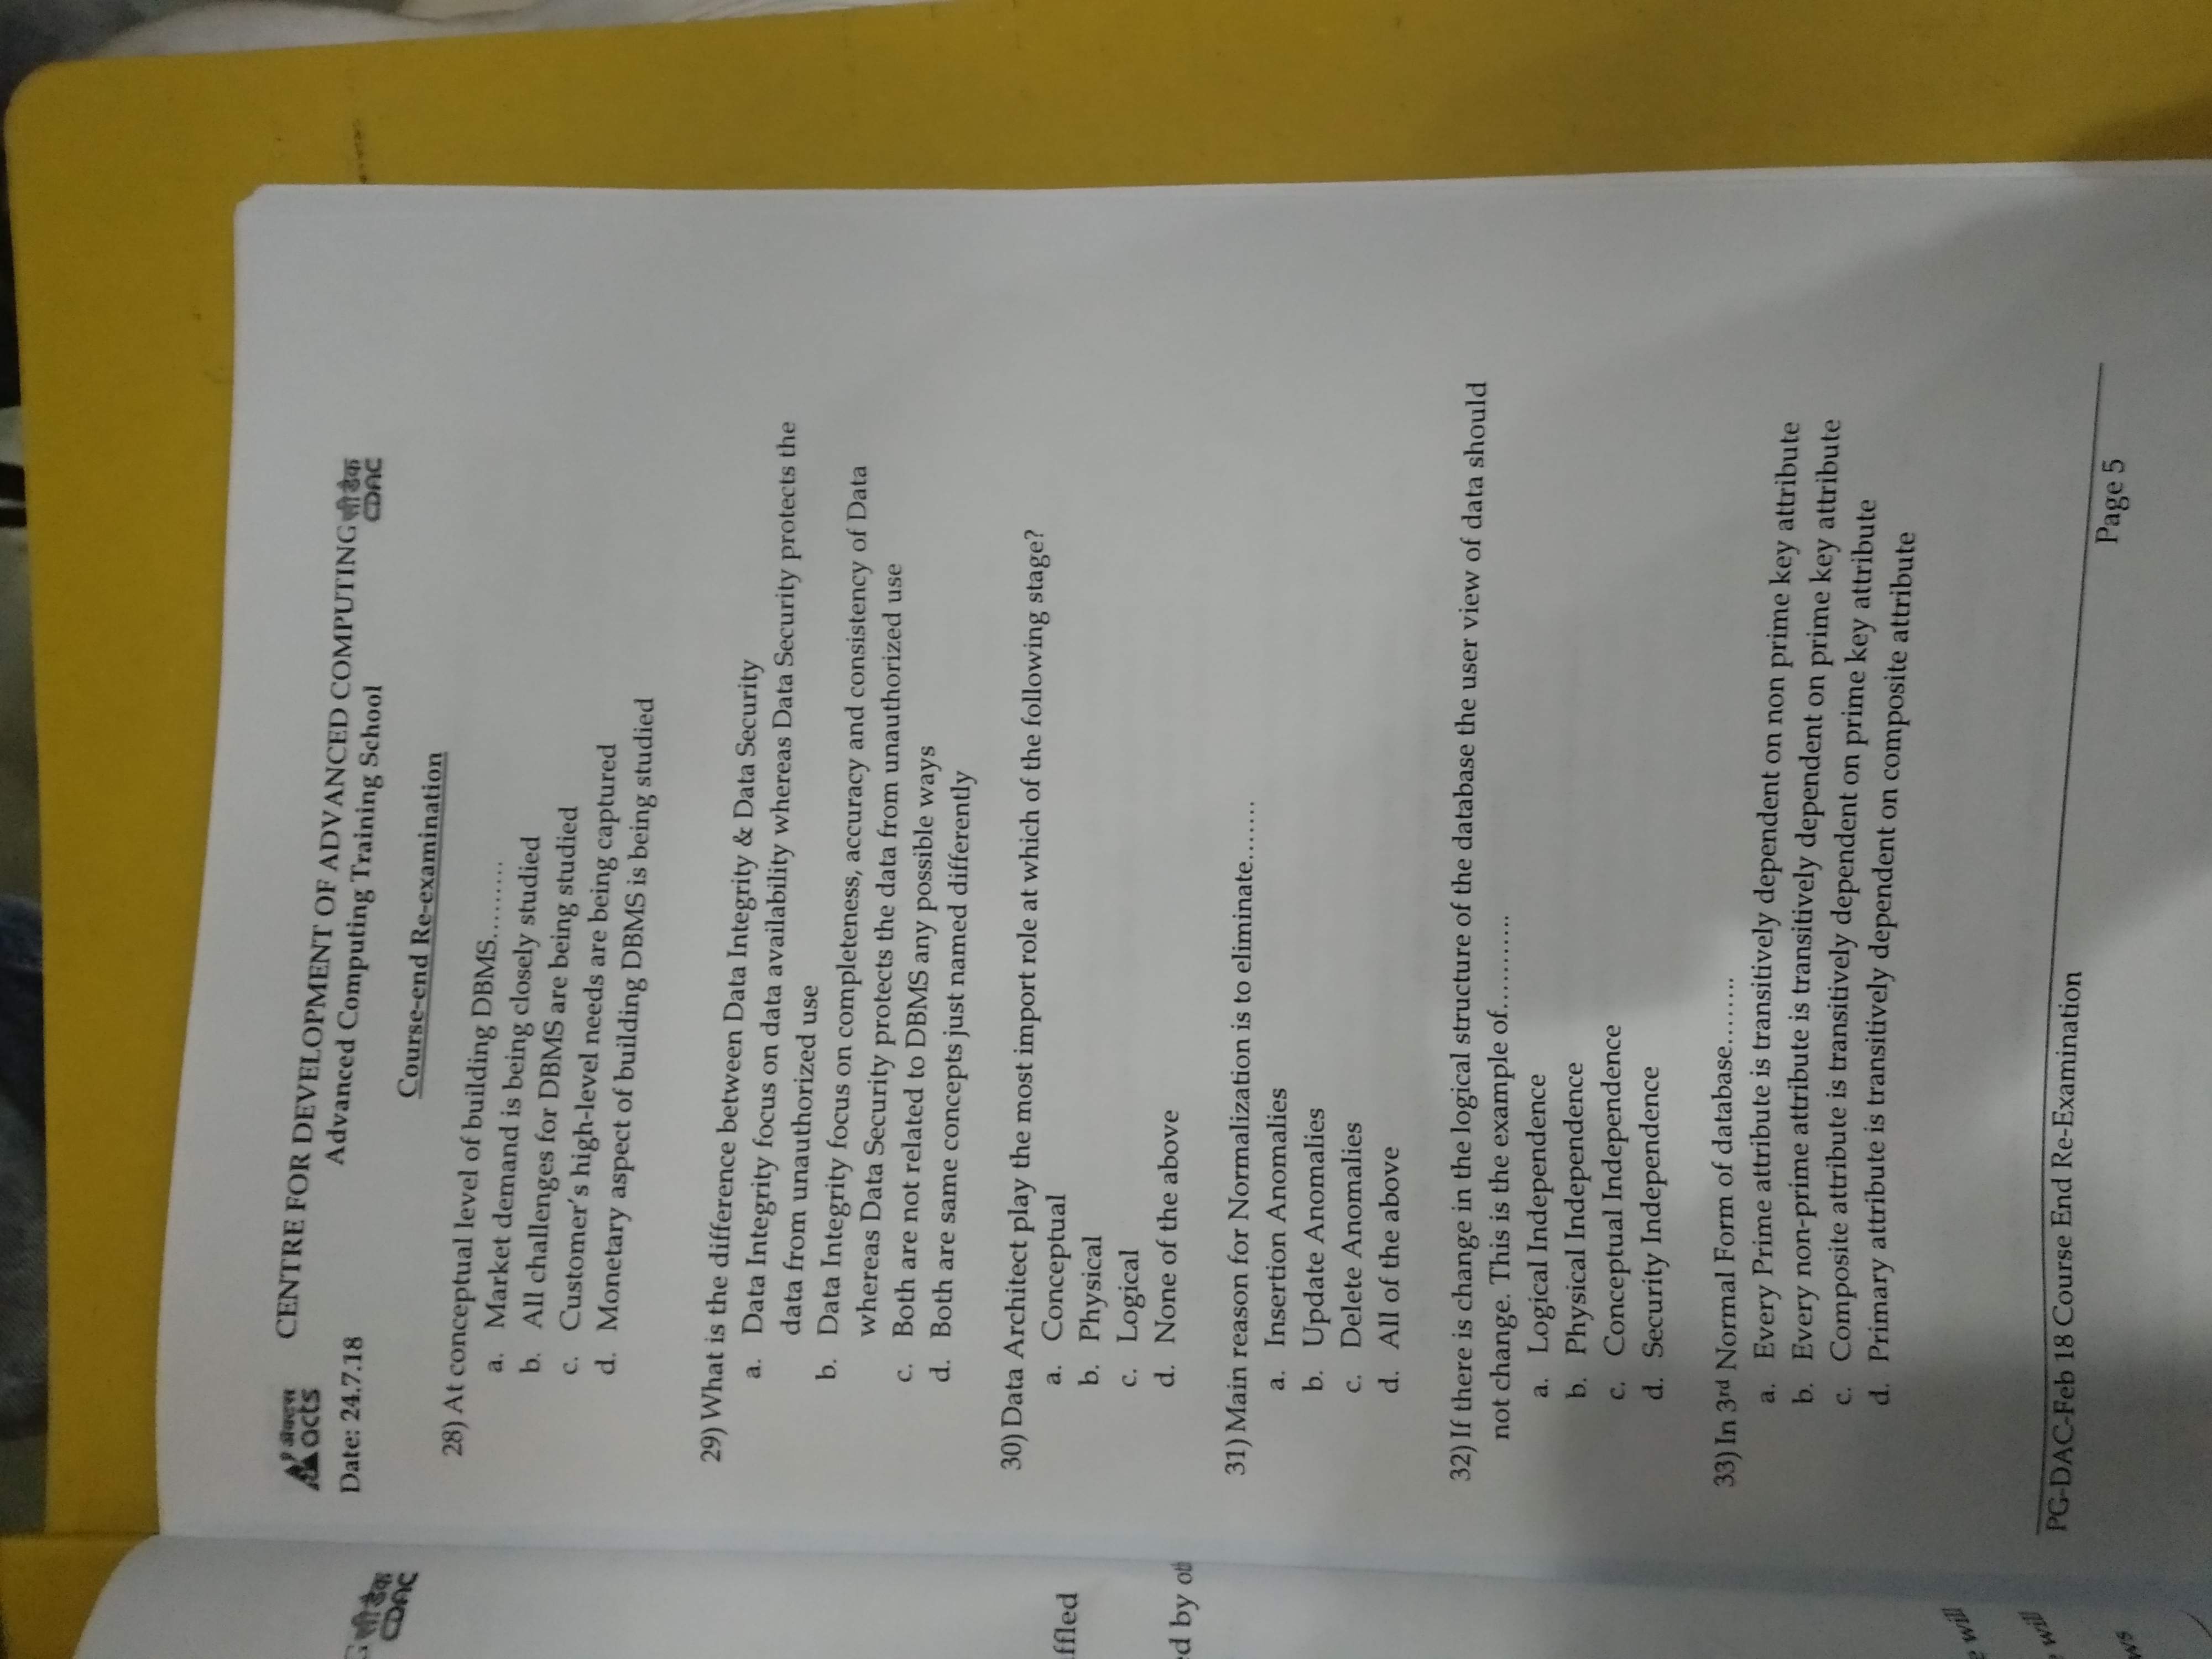 ॲक्टस
acts
CENTRE FOR DEVELOPMENT OF ADVANCED COMPUTING
सी डैक
CDAC
Advanced Computing Training School
Date: 24.7.18
Course-end Re-examination
28) At conceptual level of building DBMS.........
a. Market demand is being closely studied
b. All challenges for DBMS are being studied
c. Customer's high-level needs are being captured
d. Monetary aspect of building DBMS is being studied
29) What is the difference between Data Integrity & Data Security
a. Data Integrity focus on data availability whereas Data Security protects the
data from unauthorized use
b. Data Integrity focus on completeness, accuracy and consistency of Data
whereas Data Security protects the data from unauthorized use
c. Both are not related to DBMS any possible ways
d. Both are same concepts just named differently
30) Data Architect play the most import role at which of the following stage?
a. Conceptual
b. Physical
c. Logical
d. None of the above
31) Main reason for Normalization is to eliminate.......
a. Insertion Anomalies
b. Update Anomalies
c. Delete Anomalies
d. All of the above
32) If there is change in the logical structure of the database the user view of data should
not change. This is the example of...........
a. Logical Independence
b. Physical Independence
c. Conceptual Independence
d. Security Independence
33) In 3rd Normal Form of database........
a. Every Prime attribute is transitively dependent on non prime key attribute
b. Every non-prime attribute is transitively dependent on prime key attribute
c. Composite attribute is transitively dependent on prime key attribute
d. Primary attribute is transitively dependent on composite attribute
PG-DAC-Feb 18 Course End Re-Examination
Page 5
G सी डैक
CDAC
ffled
d by
will
will